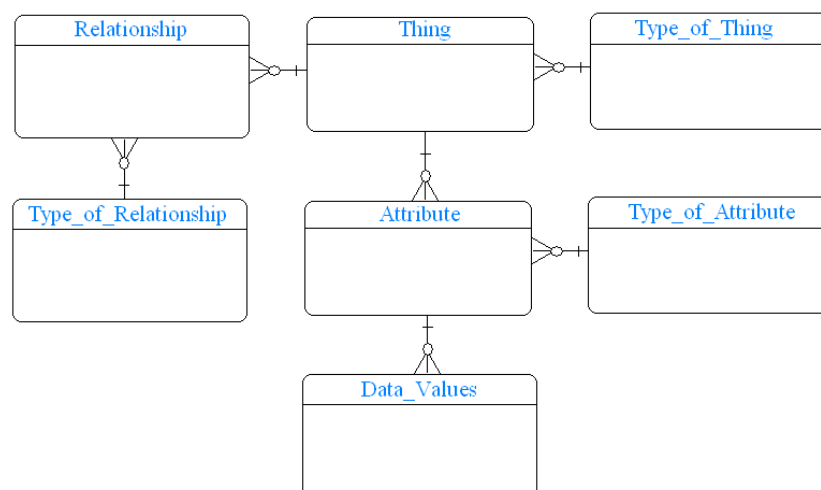 Relationship
Thing
Type_of_Thing
Type_of_Relationship
Attribute
Type_of_Attribute
Data_Values